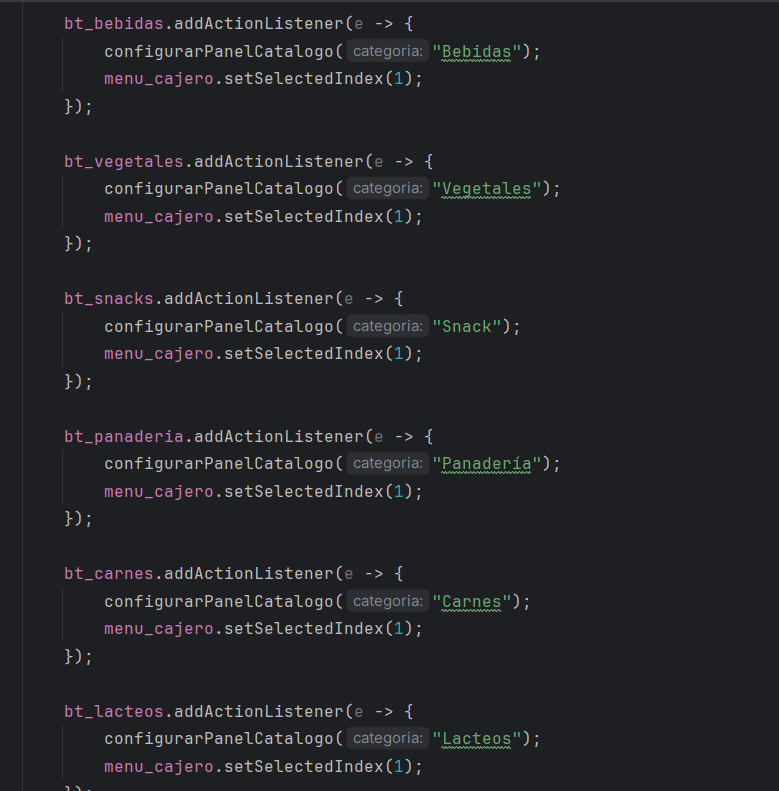 bt_bebidas.addActionListener(e -> {
configurarPanelCatalogo( categoria: "Bebidas");
menu_cajero.setSelectedIndex(1);
});
bt_vegetales.addActionListener(e -> {
configurarPanelCatalogo( categoria: "Vegetales");
menu_cajero.setSelectedIndex(1);
});
bt_snacks.addActionListener(e -> {
configurarPanelCatalogo( categoria: "Snack");
menu_cajero.setSelectedIndex(1);
});
bt_panaderia.addActionListener(e -> {
configurarPanelCatalogo( categoria: "Panadería");
menu_cajero.setSelectedIndex(1);
});
bt_carnes.addActionListener(e -> {
configurarPanelCatalogo( categoria: "Carnes");
menu_cajero.setSelectedIndex(1);
});
bt_lacteos.addActionListener(e -> {
configurarPanelCatalogo( categoria: "Lacteos");
menu_cajero.setSelectedIndex(1);
});